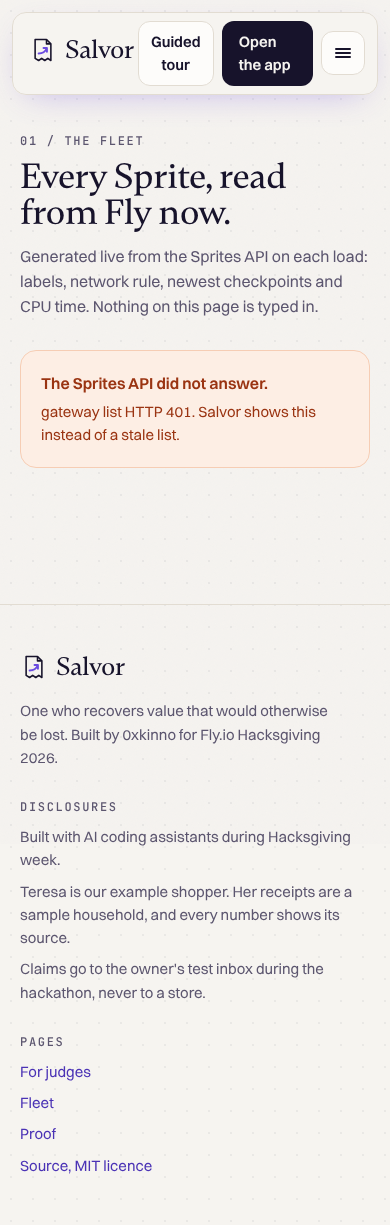 Salvor
Guided
tour
Open
the app
01 / THE FLEET
Every Sprite, read
from Fly now.
Generated live from the Sprites API on each load:
labels, network rule, newest checkpoints and
CPU time. Nothing on this page is typed in.
The Sprites API did not answer.
gateway list HTTP 401. Salvor shows this
instead of a stale list.
Salvor
One who recovers value that would otherwise
be lost. Built by 0xkinno for Fly.io Hacksgiving
2026.
DISCLOSURES
Built with AI coding assistants during Hacksgiving
week.
Teresa is our example shopper. Her receipts are a
sample household, and every number shows its
source.
Claims go to the owner's test inbox during the
hackathon, never to a store.
PAGES
For judges
Fleet
Proof
Source, MIT licence